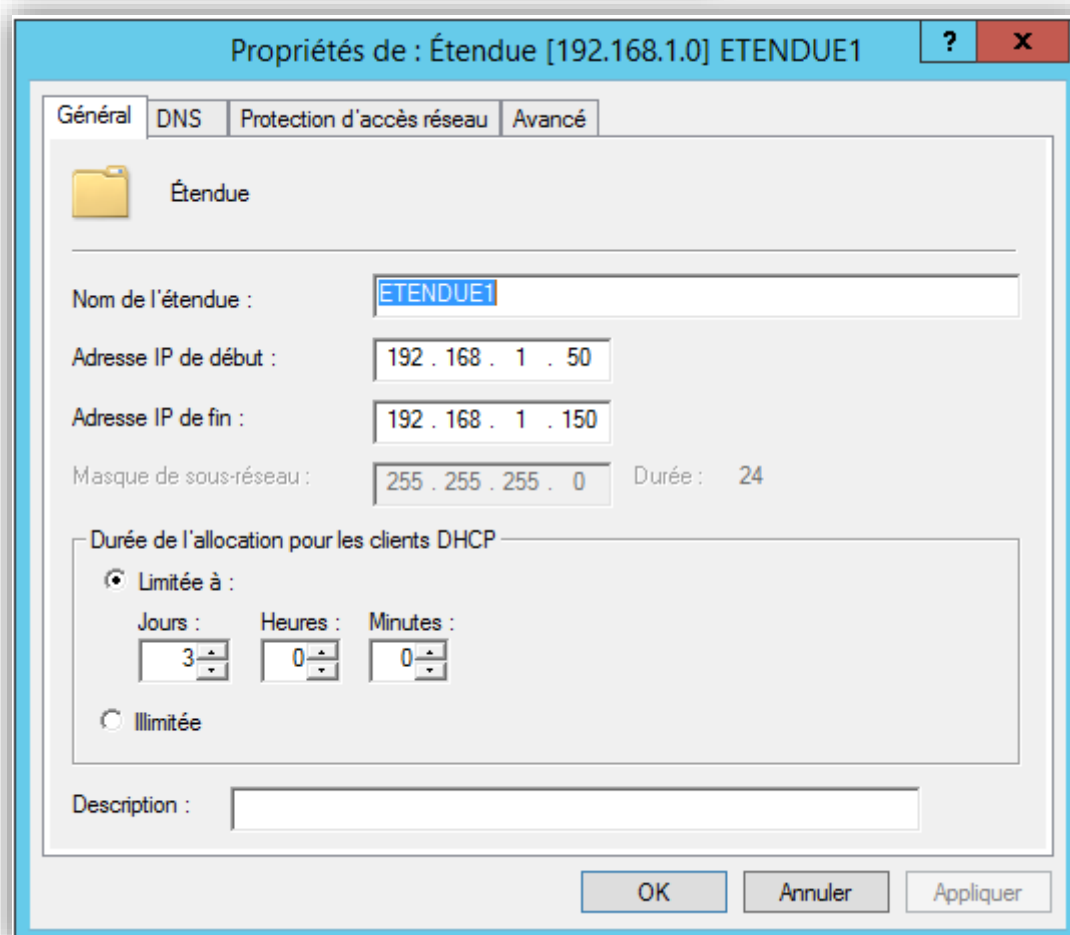 Propriétés de : Étendue [192.168.1.0] ETENDUE1 ? x
Général DNS Protection d'accès réseau Avancé
Étendue
Nom de l'étendue : ETENDUE1
Adresse IP de début : 192 . 168 . 1 . 50
Adresse IP de fin : 192 . 168 . 1 . 150
Masque de sous-réseau : 255 . 255 . 255 . 0 Durée : 24
Durée de l'allocation pour les clients DHCP
Limitée à :
Jours : Heures : Minutes :
3 0 0
Illimitée
Description :
OK Annuler Appliquer